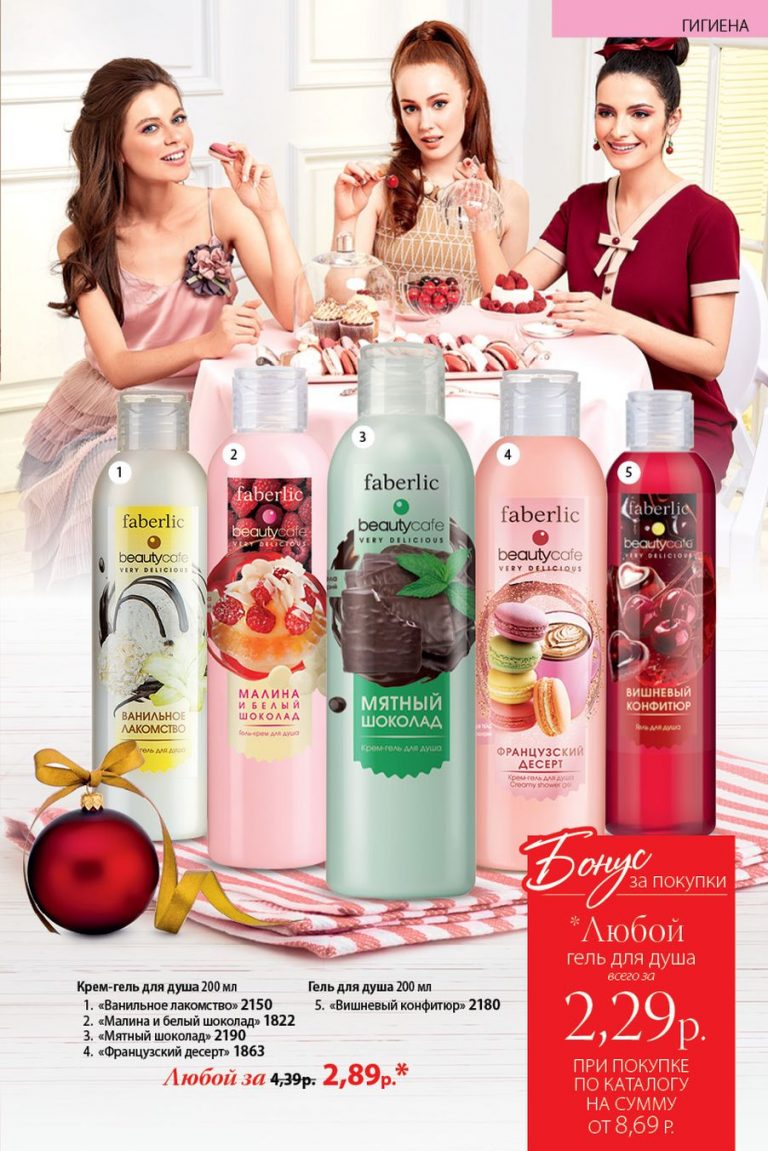 ГИГИЕНА
1
faberlic
beautycafe
VERY DELICIOUS
ВАНИЛЬНОЕ
ЛАКОМСТВО
гель для душа
2
faberlic
beautycafe
VERY DELICIOUS
МАЛИНА
И БЕЛЫЙ
ШОКОЛАД
Гель-крем для душа
3
faberlic
beautycafe
VERY DELICIOUS
МЯТНЫЙ
ШОКОЛАД
Крем-гель для душа
4
faberlic
beautycafe
VERY DELICIOUS
ФРАНЦУЗСКИЙ
ДЕСЕРТ
Крем-гель для душа
Creamy shower gel
5
faberlic
beautycafe
VERY DELICIOUS
ВИШНЕВЫЙ
КОНФИТЮР
Гель для душа
Крем-гель для душа 200 мл
1. «Ванильное лакомство» 2150
2. «Малина и белый шоколад» 1822
3. «Мятный шоколад» 2190
4. «Французский десерт» 1863
Гель для душа 200 мл
5. «Вишневый конфитюр» 2180
Любой за 4,39р. 2,89р.*
Бонус
за покупки
*Любой
гель для душа
всего за
2,29р.
ПРИ ПОКУПКЕ
ПО КАТАЛОГУ
НА СУММУ
ОТ 8,69 Р.